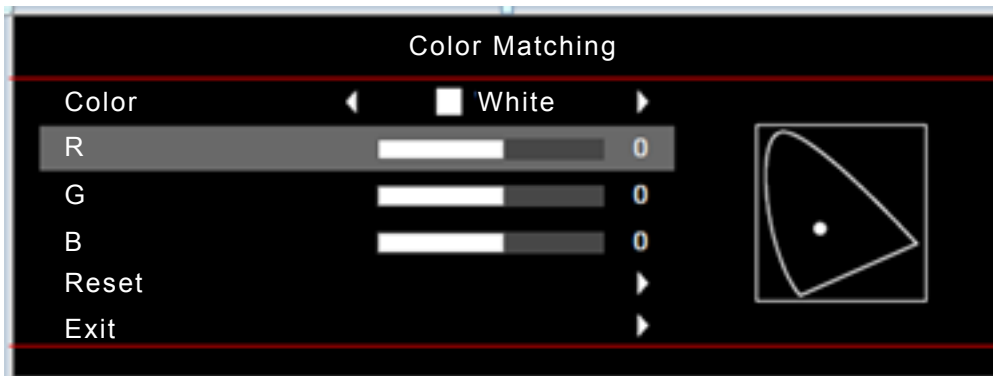 Color Matching
Color White
R 0
G 0
B 0
Reset
Exit